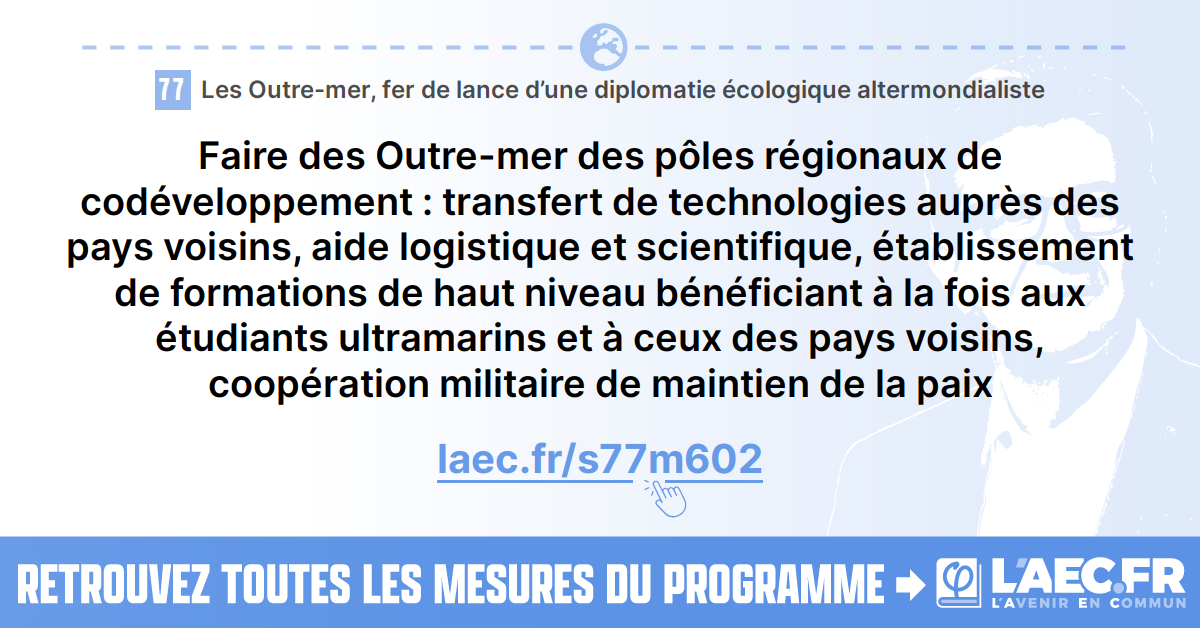 77 Les Outre-mer, fer de lance d’une diplomatie écologique altermondialiste
Faire des Outre-mer des pôles régionaux de
codéveloppement : transfert de technologies auprès des
pays voisins, aide logistique et scientifique, établissement
de formations de haut niveau bénéficiant à la fois aux
étudiants ultramarins et à ceux des pays voisins,
coopération militaire de maintien de la paix
laec.fr/s77m602
RETROUVEZ TOUTES LES MESURES DU PROGRAMME
φ
L'AEC.FR
L'AVENIR EN COMMUN